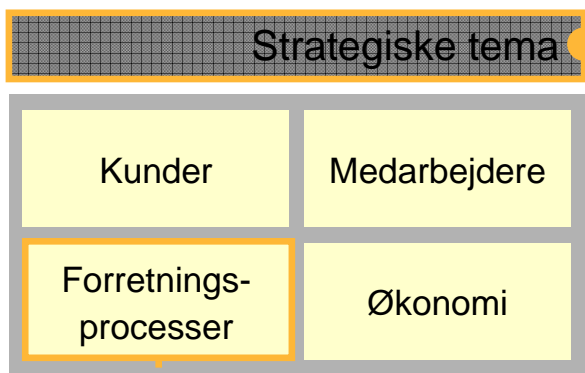 Strategiske tema
Kunder
Medarbejdere
Forretnings-
processer
Økonomi